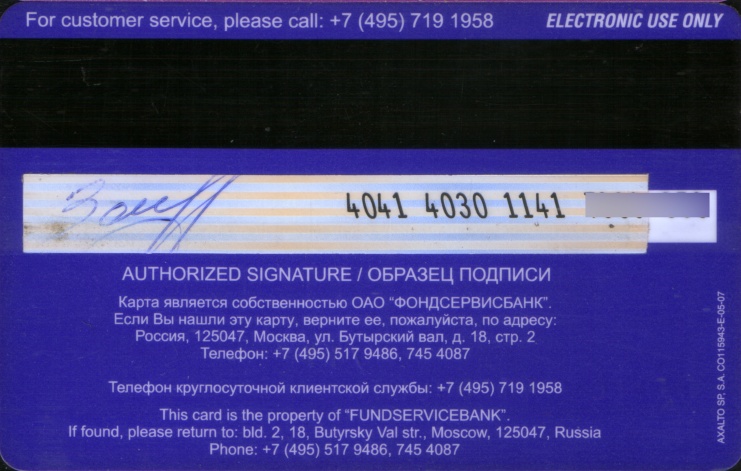 For customer service, please call: +7 (495) 719 1958
ELECTRONIC USE ONLY
4041 4030 1141
AUTHORIZED SIGNATURE / ОБРАЗЕЦ ПОДПИСИ
Карта является собственностью ОАО "ФОНДСЕРВИСБАНК".
Если Вы нашли эту карту, верните ее, пожалуйста, по адресу:
Россия, 125047, Москва, ул. Бутырский вал, д. 18, стр. 2
Телефон: +7 (495) 517 9486, 745 4087
Телефон круглосуточной клиентской службы: +7 (495) 719 1958
This card is the property of "FUNDSERVICEBANK".
If found, please return to: bld. 2, 18, Butyrsky Val str., Moscow, 125047, Russia
Phone: +7 (495) 517 9486, 745 4087
AXALTO SP, S.A. CO115943-E-05-07